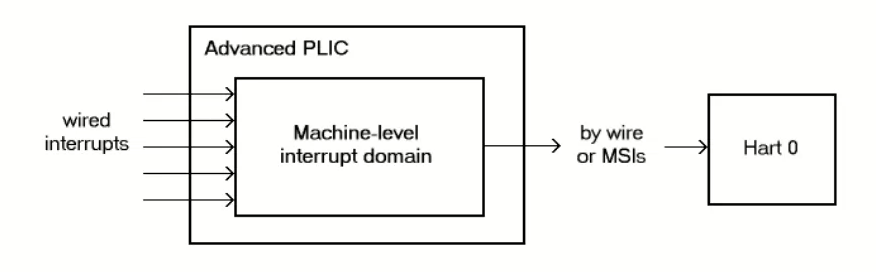 Advanced PLIC
wired
interrupts
Machine-level
interrupt domain
by wire
or MSIs
Hart 0